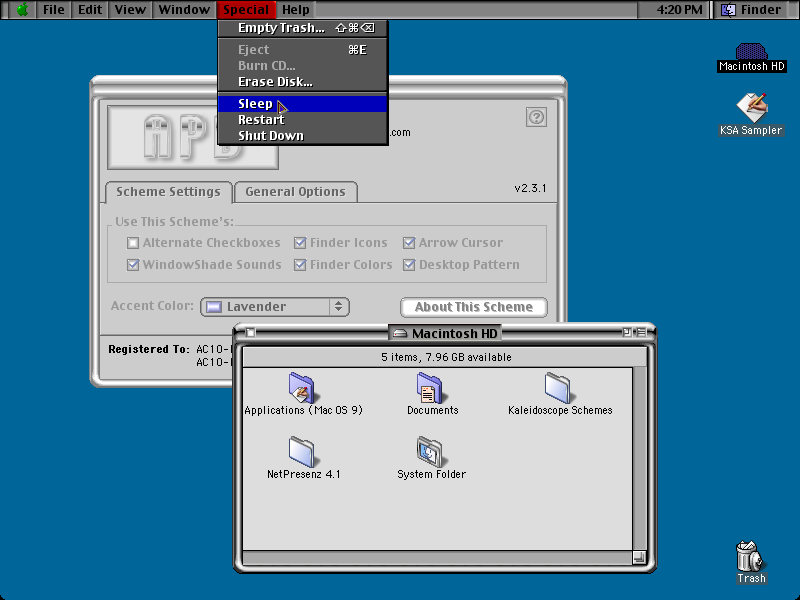 File Edit View Window Special Help 4:20 PM Finder
Empty Trash... ⇧⌘⌫
Eject ⌘E
Burn CD...
Erase Disk...
Sleep
Restart
Shut Down
Macintosh HD
KSA Sampler
.com
?
v2.3.1
Scheme Settings General Options
Use This Scheme's:
Alternate Checkboxes Finder Icons Arrow Cursor
WindowShade Sounds Finder Colors Desktop Pattern
Accent Color: Lavender About This Scheme
Registered To: AC10-
AC10-
Macintosh HD
5 items, 7.96 GB available
Applications (Mac OS 9) Documents Kaleidoscope Schemes
NetPresenz 4.1 System Folder
Trash